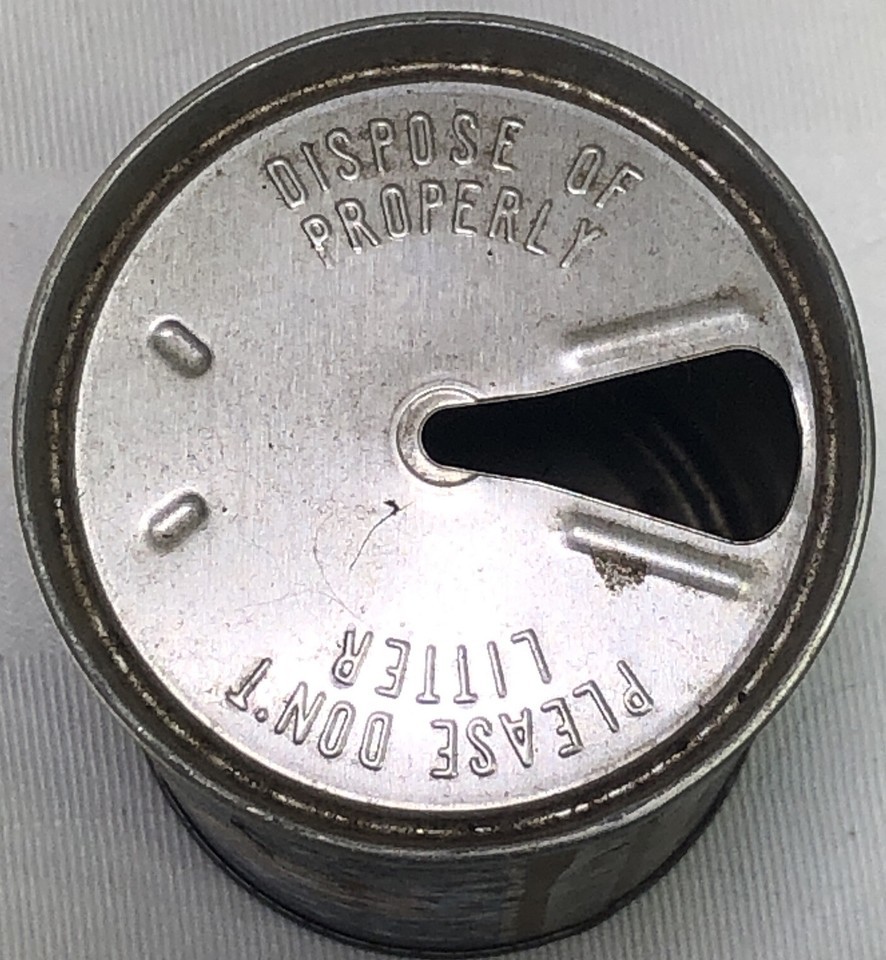 DISPOSE OF
PROPERLY
PLEASE DON'T
LITTER